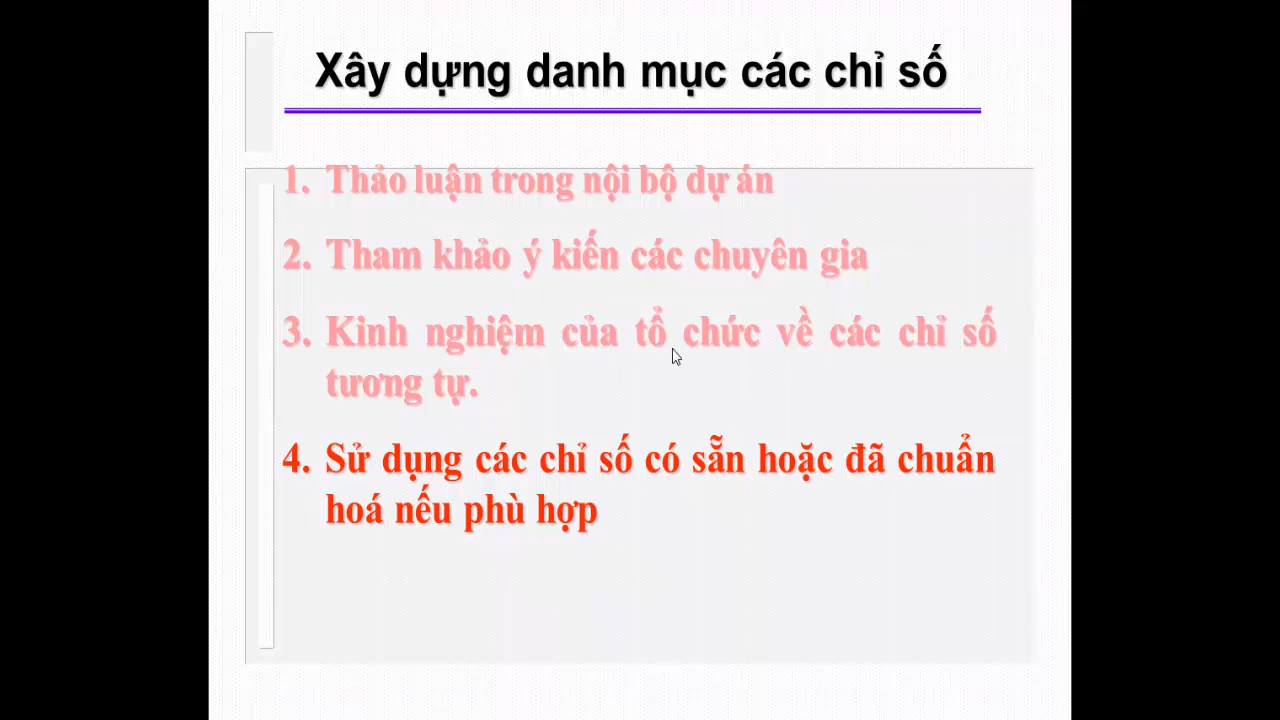 Xây dựng danh mục các chỉ số
1. Thảo luận trong nội bộ dự án
2. Tham khảo ý kiến các chuyên gia
3. Kinh nghiệm của tổ chức về các chỉ số
tương tự.
4. Sử dụng các chỉ số có sẵn hoặc đã chuẩn
hoá nếu phù hợp